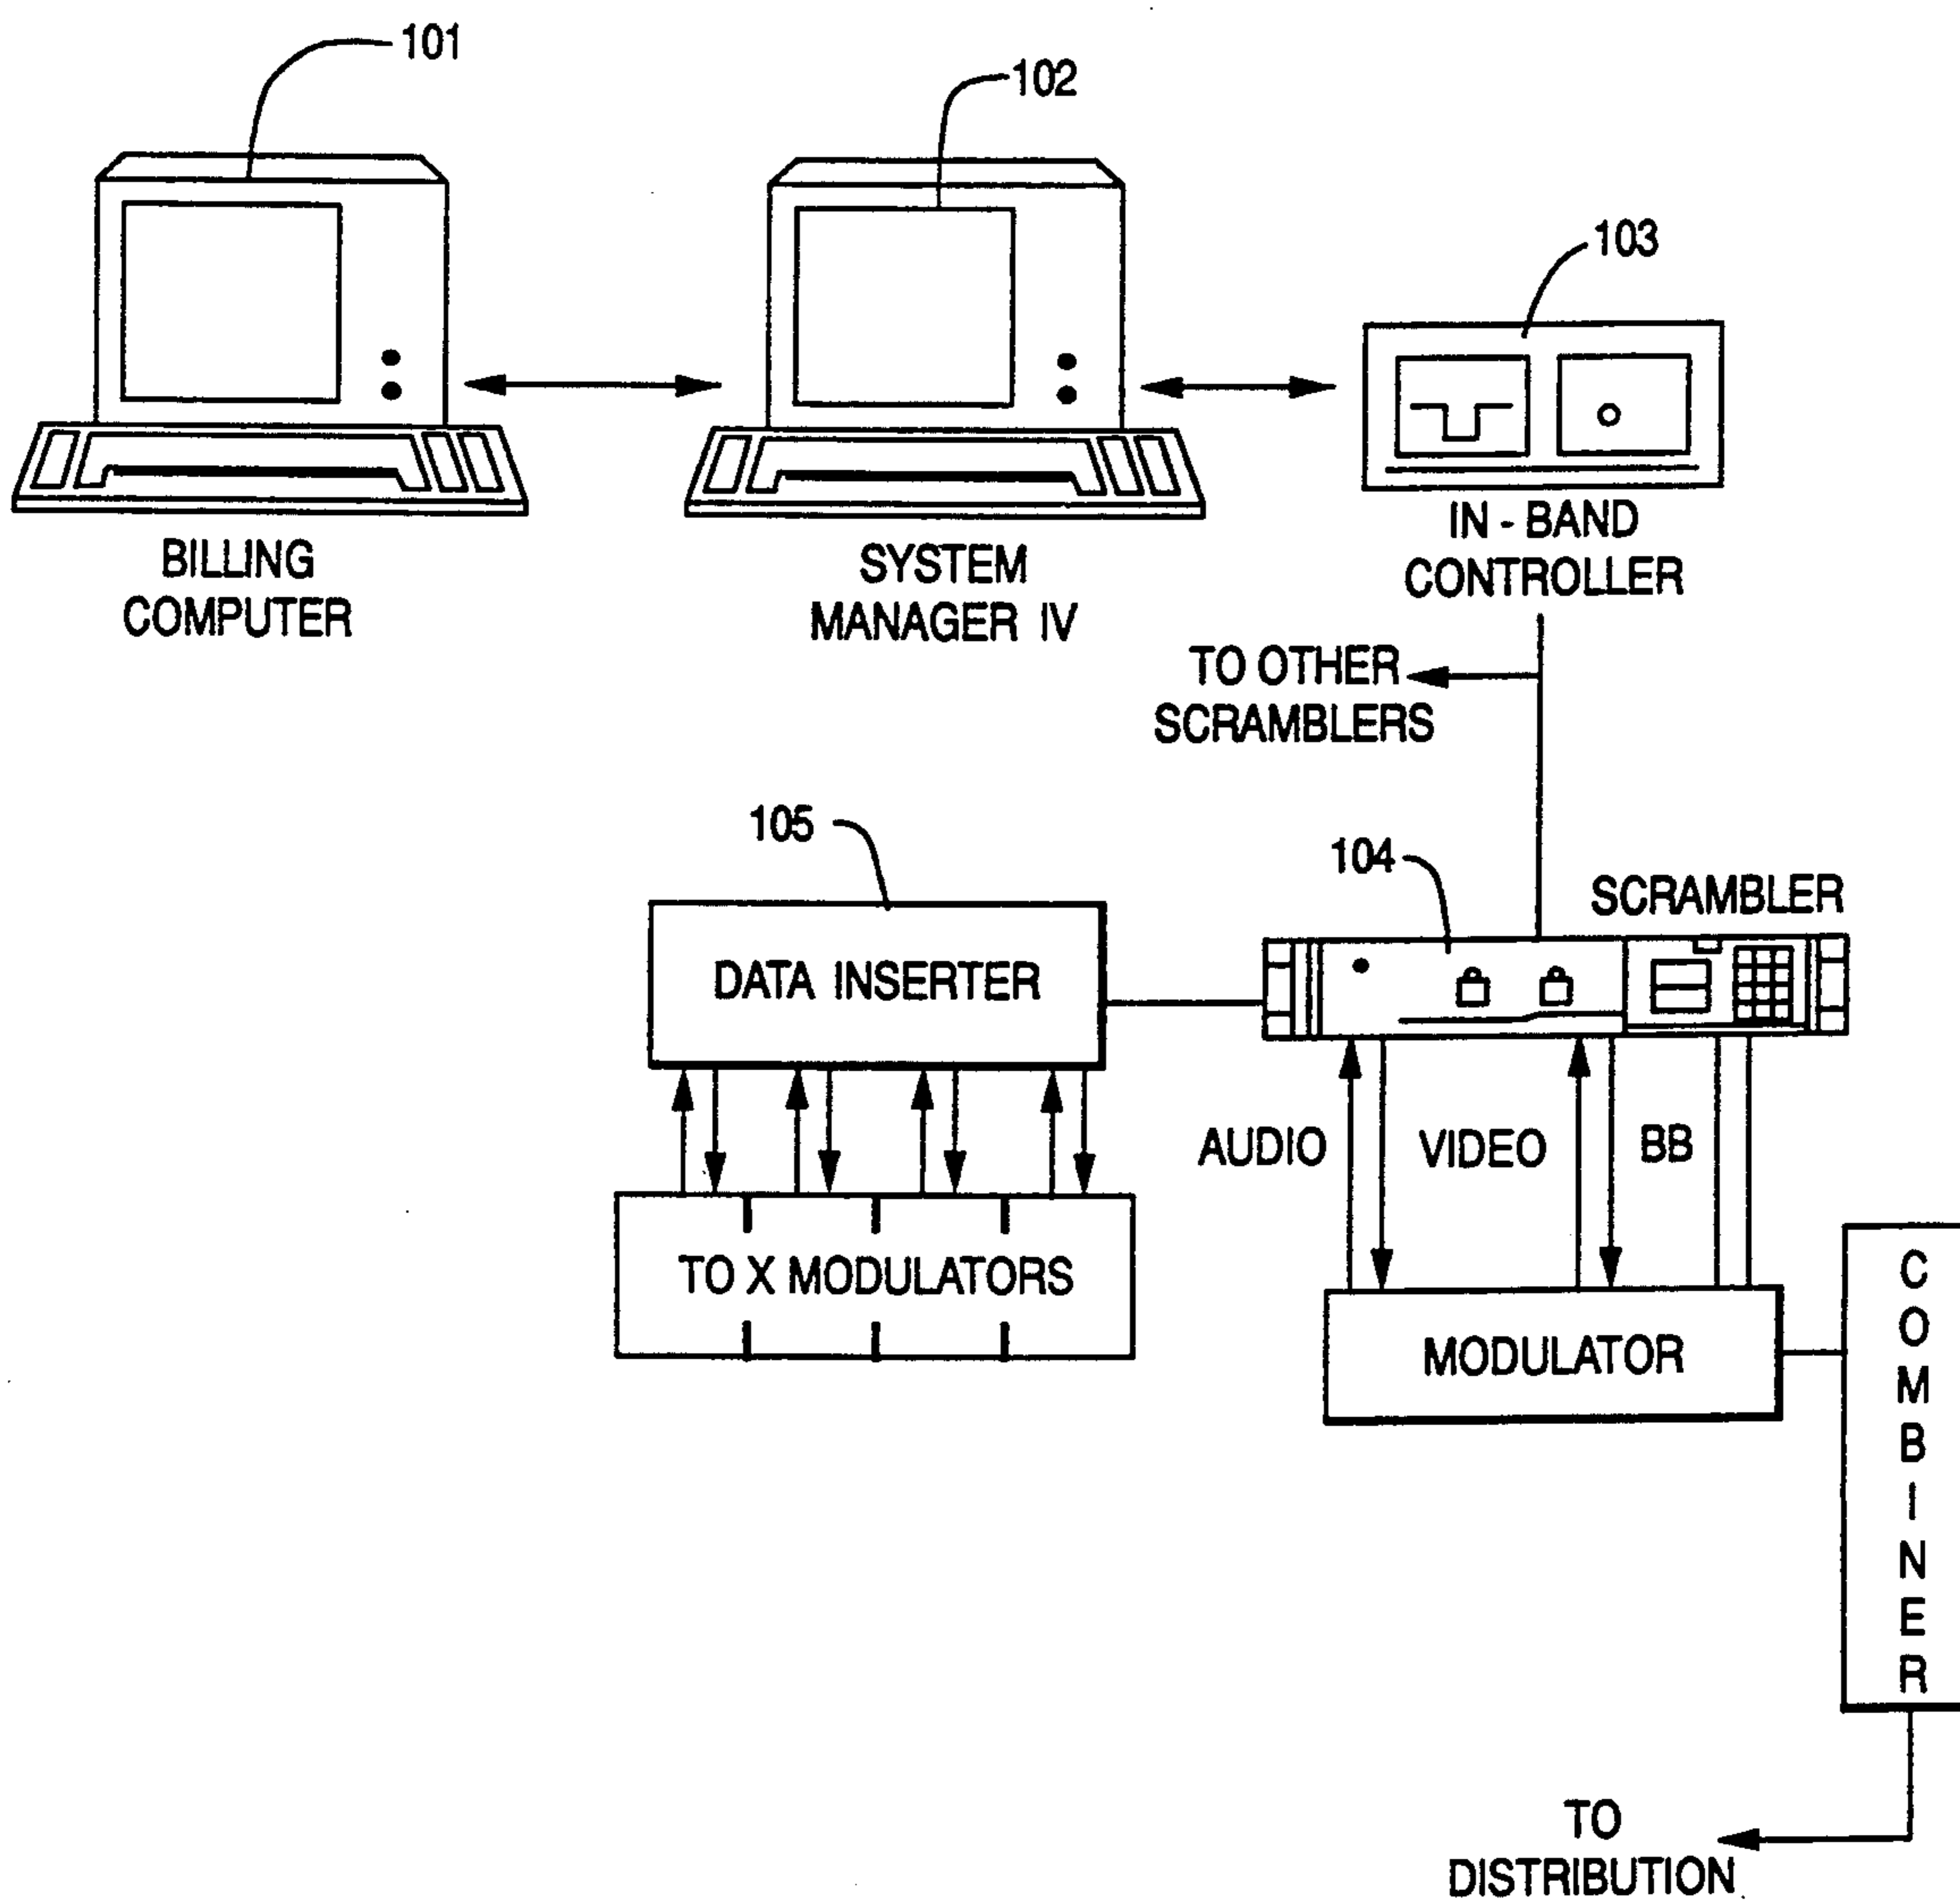 101
102
103
BILLING
COMPUTER
SYSTEM
MANAGER IV
IN - BAND
CONTROLLER
TO OTHER
SCRAMBLERS
105
104
SCRAMBLER
DATA INSERTER
AUDIO
VIDEO
BB
TO X MODULATORS
MODULATOR
COMBINER
TO
DISTRIBUTION